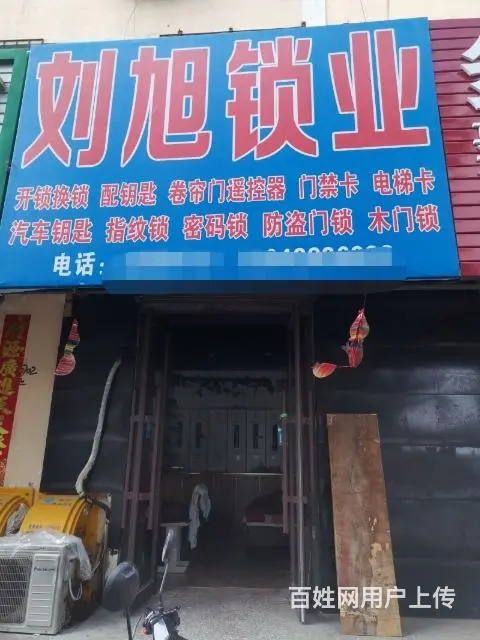 刘旭锁业
开锁换锁 配钥匙 卷帘门遥控器 门禁卡 电梯卡
汽车钥匙 指纹锁 密码锁 防盗门锁 木门锁
电话:
百姓网用户上传